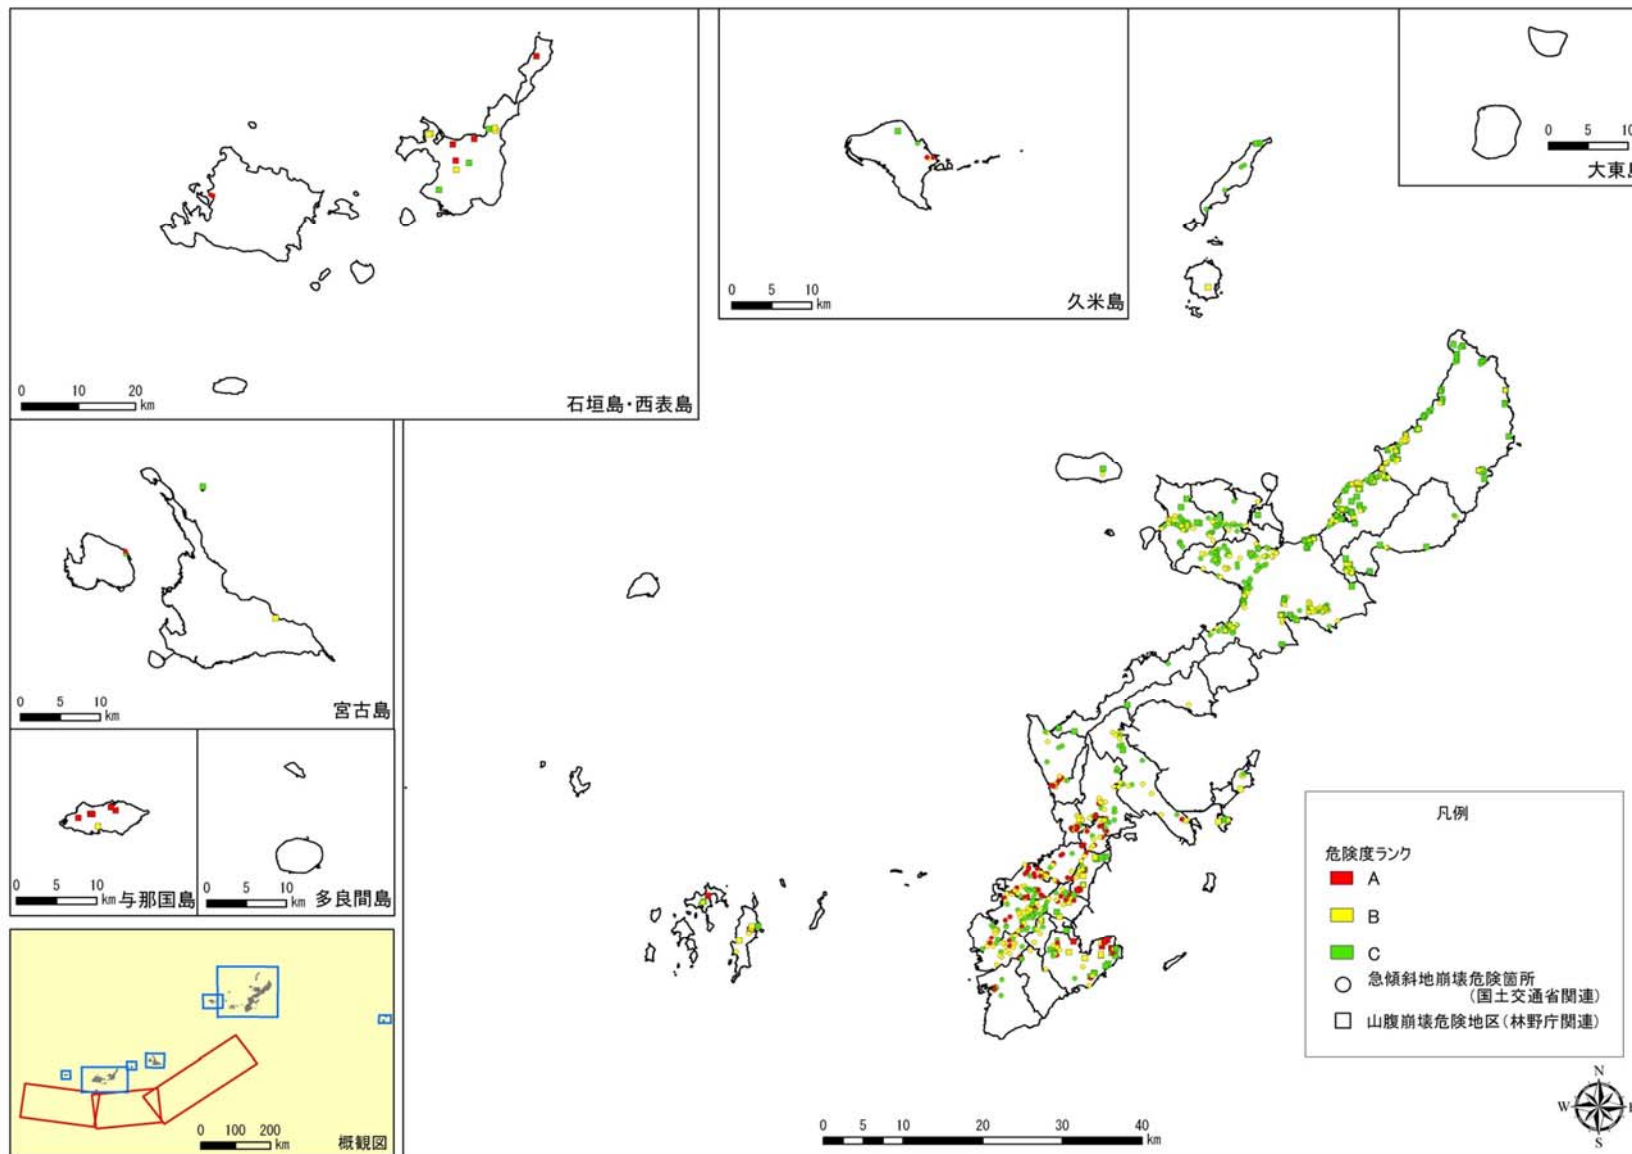 0 10 20 km
石垣島・西表島
0 5 10 km
久米島
0 5 10
大東島
0 5 10 km
宮古島
0 5 10 km
与那国島
0 5 10 km
多良間島
0 100 200 km
概観図
凡例
危険度ランク
A
B
C
急傾斜地崩壊危険箇所
(国土交通省関連)
山腹崩壊危険地区(林野庁関連)
N
W E
S
0 5 10 20 30 40 km